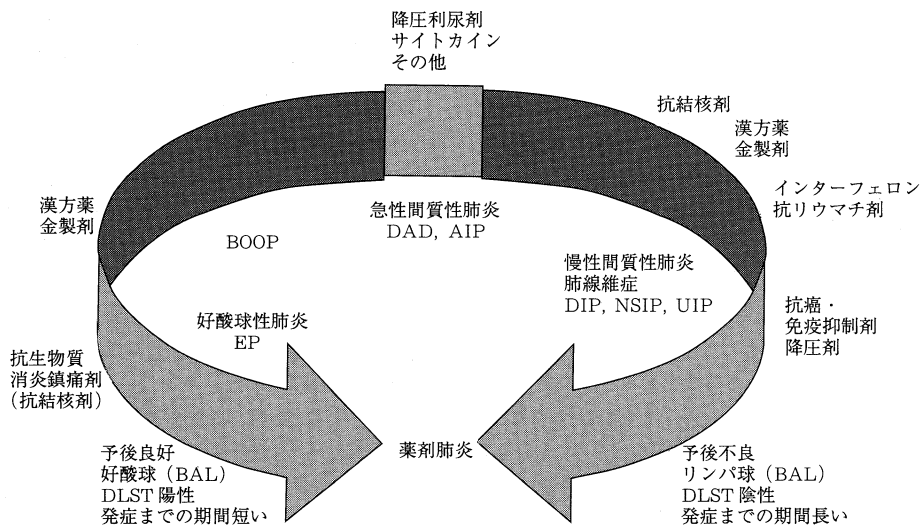 降圧利尿剤
サイトカイン
その他
抗結核剤
漢方薬
金製剤
インターフェロン
抗リウマチ剤
漢方薬
金製剤
急性間質性肺炎
DAD, AIP
BOOP
慢性間質性肺炎
肺線維症
DIP, NSIP, UIP
抗癌・
免疫抑制剤
降圧剤
好酸球性肺炎
EP
抗生物質
消炎鎮痛剤
(抗結核剤)
薬剤肺炎
予後良好
好酸球（BAL）
DLST 陽性
発症までの期間短い
予後不良
リンパ球（BAL）
DLST 陰性
発症までの期間長い